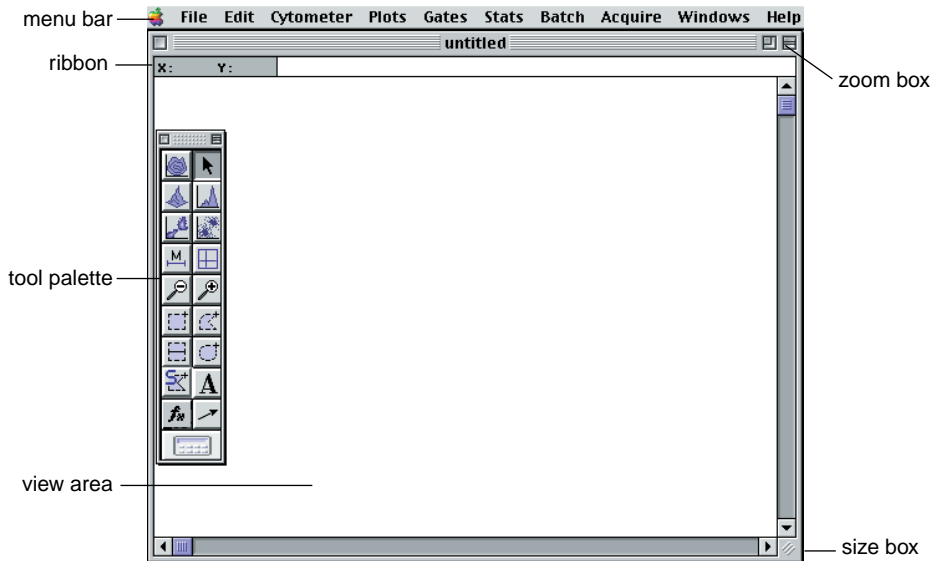 menu bar
File Edit Cytometer Plots Gates Stats Batch Acquire Windows Help
untitled
ribbon
X: Y:
zoom box
M
tool palette
S
A
fx
view area
size box